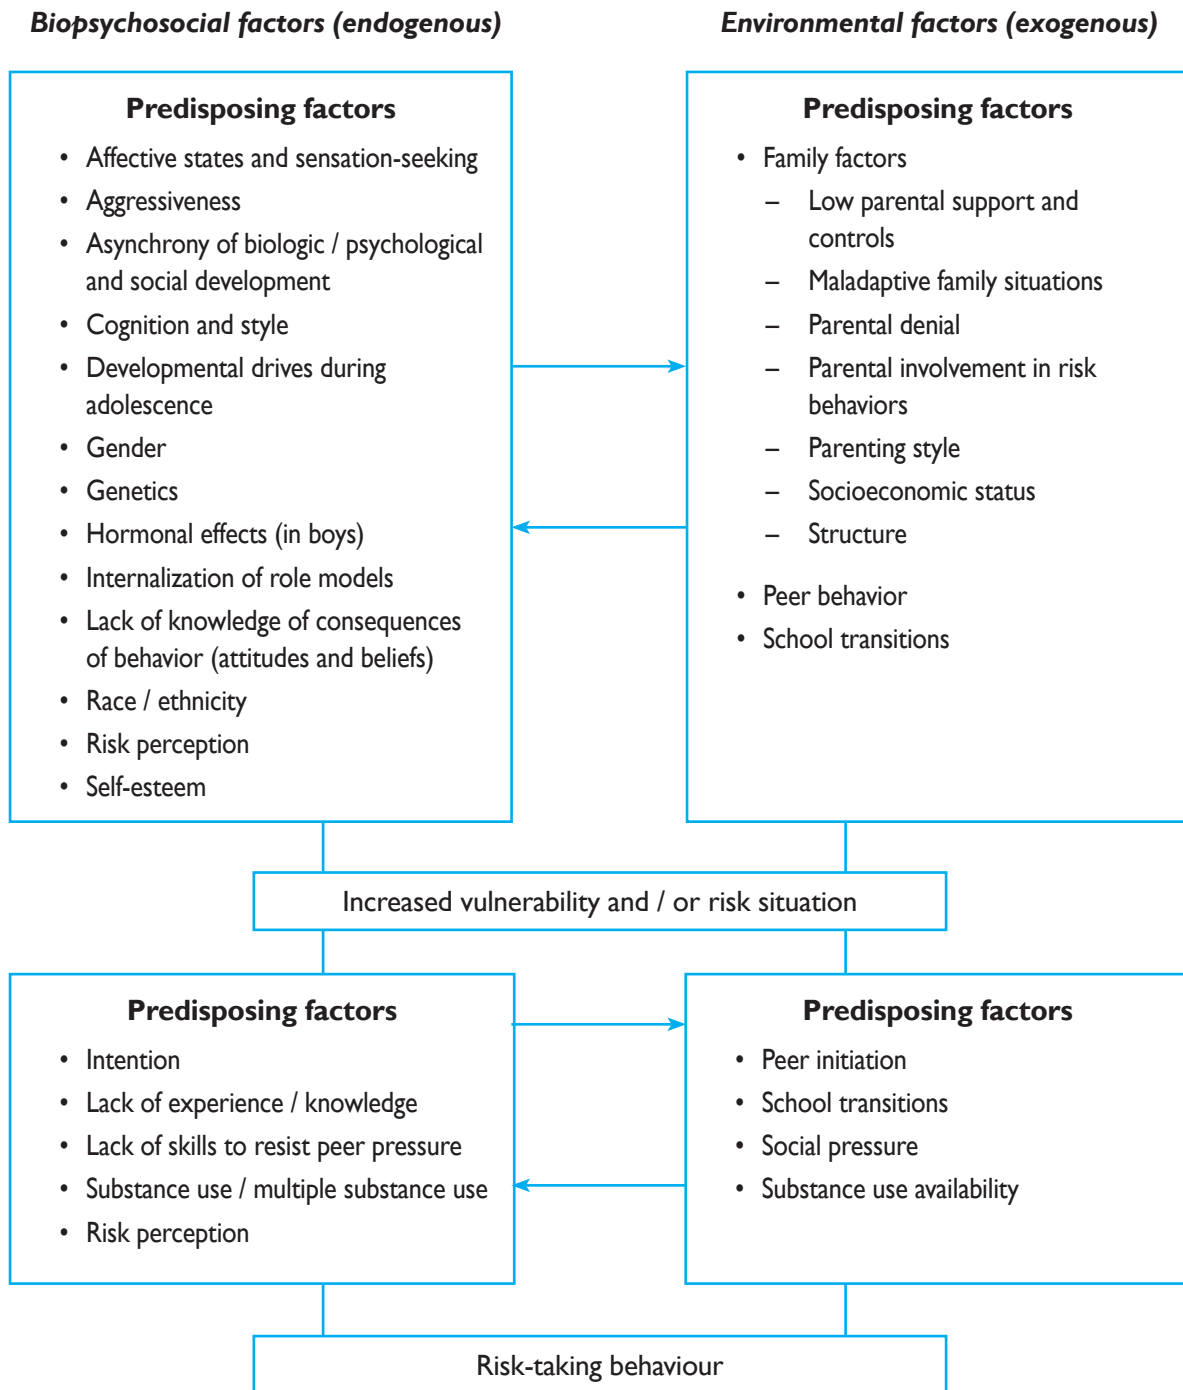 Biopsychosocial factors (endogenous)
Environmental factors (exogenous)
Predisposing factors
• Affective states and sensation-seeking
• Aggressiveness
• Asynchrony of biologic / psychological
and social development
• Cognition and style
• Developmental drives during
adolescence
• Gender
• Genetics
• Hormonal effects (in boys)
• Internalization of role models
• Lack of knowledge of consequences
of behavior (attitudes and beliefs)
• Race / ethnicity
• Risk perception
• Self-esteem
Predisposing factors
• Family factors
– Low parental support and
controls
– Maladaptive family situations
– Parental denial
– Parental involvement in risk
behaviors
– Parenting style
– Socioeconomic status
– Structure
• Peer behavior
• School transitions
Increased vulnerability and / or risk situation
Predisposing factors
• Intention
• Lack of experience / knowledge
• Lack of skills to resist peer pressure
• Substance use / multiple substance use
• Risk perception
Predisposing factors
• Peer initiation
• School transitions
• Social pressure
• Substance use availability
Risk-taking behaviour